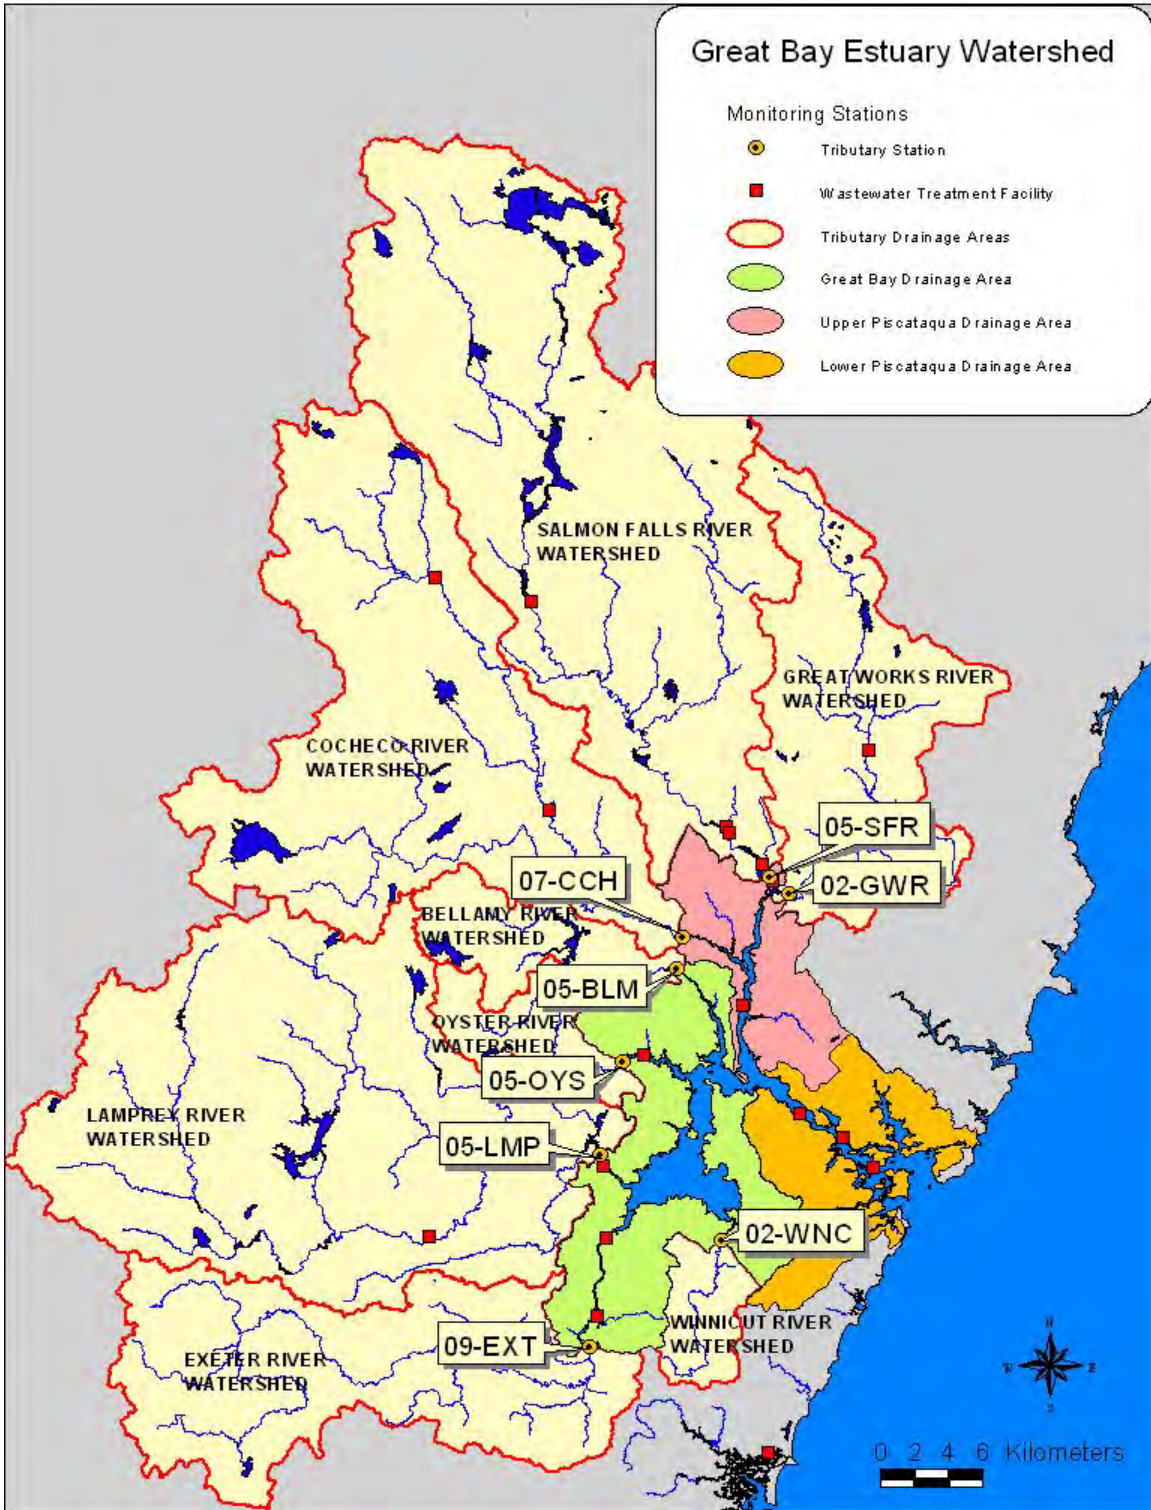 Great Bay Estuary Watershed
Monitoring Stations
Tributary Station
Wastewater Treatment Facility
Tributary Drainage Areas
Great Bay Drainage Area
Upper Piscataqua Drainage Area
Lower Piscataqua Drainage Area
SALMON FALLS RIVER
WATERSHED
GREAT WORKS RIVER
WATERSHED
COCHECO RIVER
WATERSHED
05-SFR
07-CCH
02-GWR
BELLAMY RIVER
WATERSHED
05-BLM
OYSTER RIVER
WATERSHED
05-OYS
LAMPREY RIVER
WATERSHED
05-LMP
02-WNC
WINNICUT RIVER
WATERSHED
09-EXT
EXETER RIVER
WATERSHED
N
W E
S
0 2 4 6 Kilometers